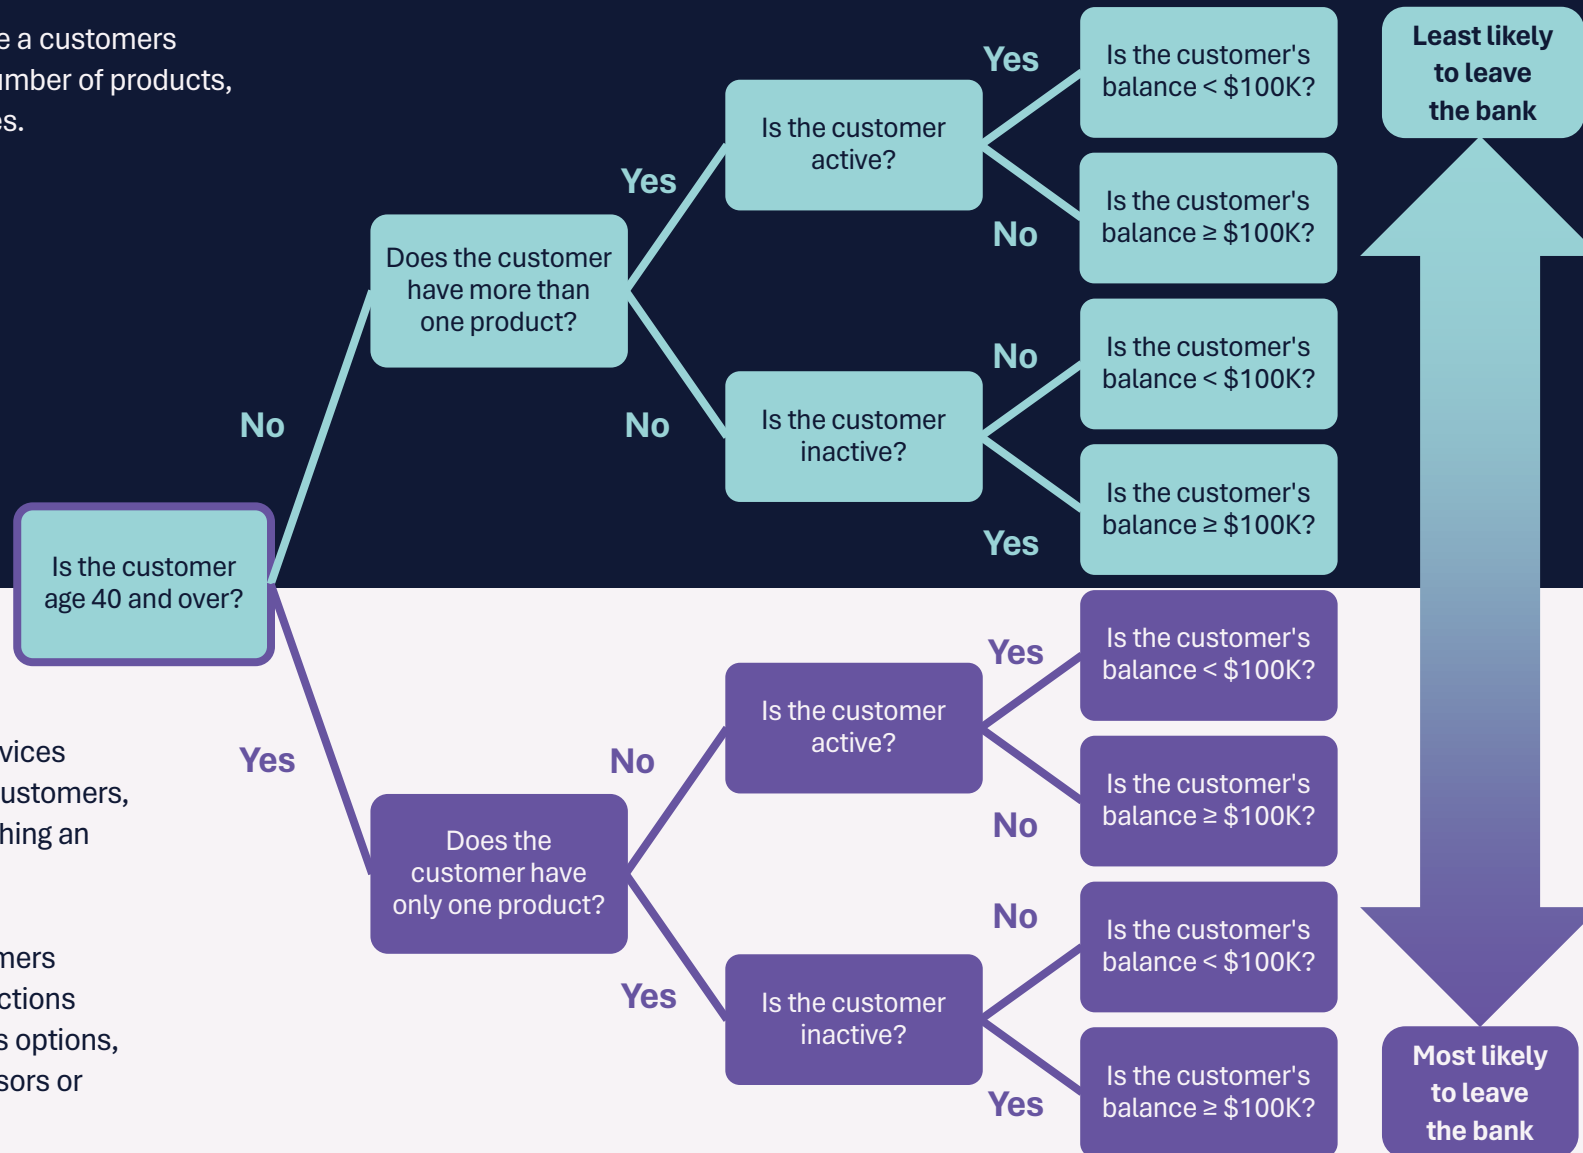 e a customers
umber of products,
es.
Yes
Is the customer's
balance < $100K?
Least likely
to leave
the bank
Is the customer
active?
Yes
No
Is the customer's
balance ≥ $100K?
Does the customer
have more than
one product?
No
Is the customer's
balance < $100K?
No
No
Is the customer
inactive?
Yes
Is the customer's
balance ≥ $100K?
Is the customer
age 40 and over?
Yes
Is the customer's
balance < $100K?
Is the customer
active?
vices
ustomers,
hing an
Yes
No
No
Is the customer's
balance ≥ $100K?
Does the
customer have
only one product?
No
Is the customer's
balance < $100K?
mers
ctions
s options,
sors or
Yes
Is the customer
inactive?
Yes
Is the customer's
balance ≥ $100K?
Most likely
to leave
the bank